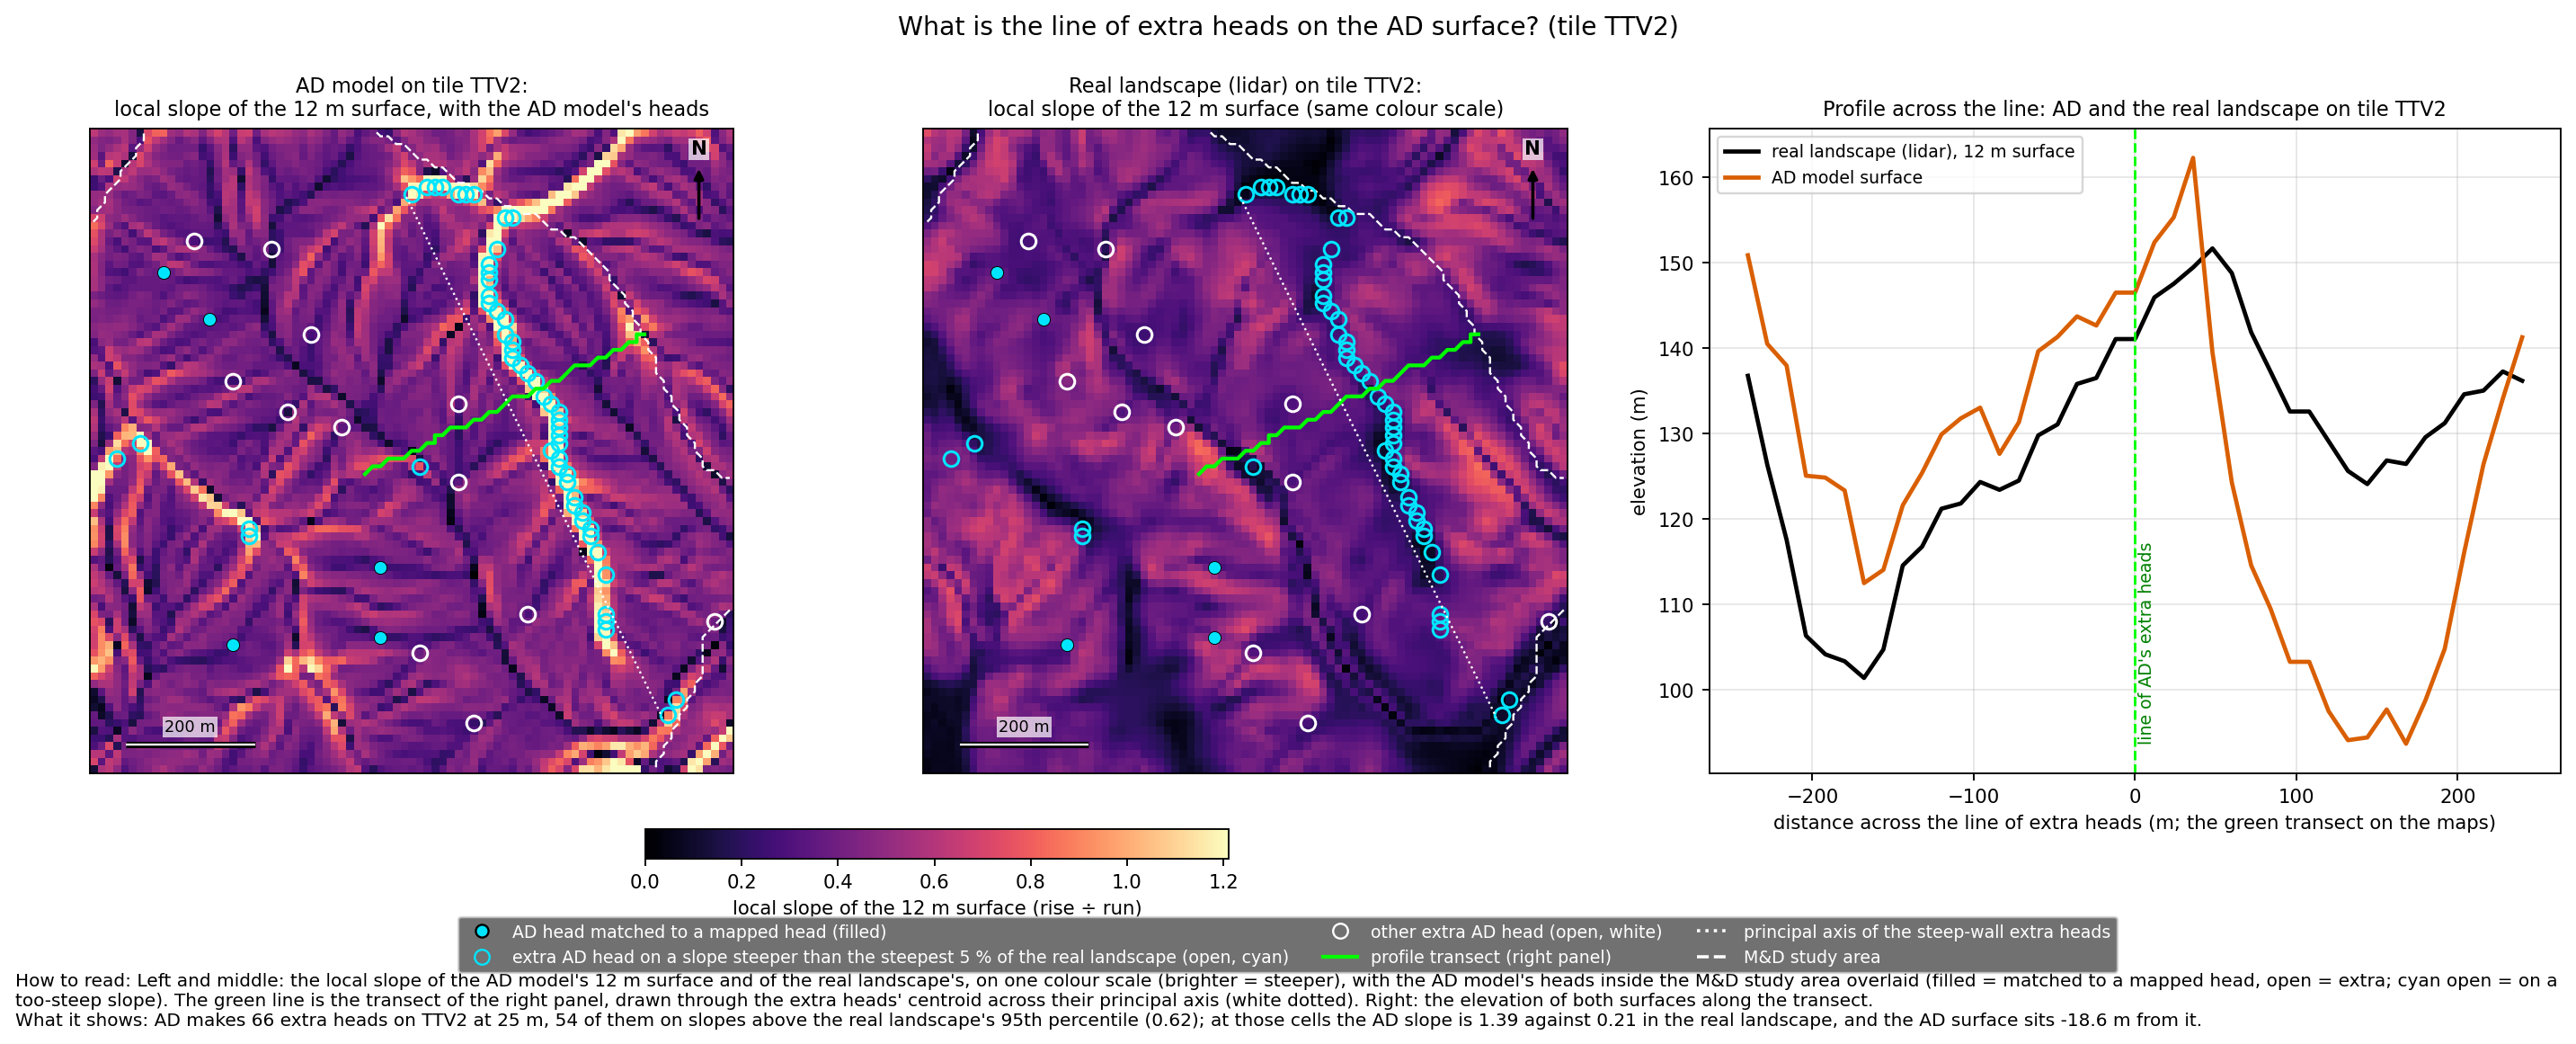 What is the line of extra heads on the AD surface? (tile TTV2)
AD model on tile TTV2:
local slope of the 12 m surface, with the AD model's heads
N
200 m
Real landscape (lidar) on tile TTV2:
local slope of the 12 m surface (same colour scale)
N
200 m
Profile across the line: AD and the real landscape on tile TTV2
real landscape (lidar), 12 m surface
AD model surface
160
150
140
130
120
110
100
elevation (m)
line of AD's extra heads
−200
−100
0
100
200
distance across the line of extra heads (m; the green transect on the maps)
0.0
0.2
0.4
0.6
0.8
1.0
1.2
local slope of the 12 m surface (rise ÷ run)
AD head matched to a mapped head (filled)
extra AD head on a slope steeper than the steepest 5 % of the real landscape (open, cyan)
other extra AD head (open, white)
profile transect (right panel)
principal axis of the steep-wall extra heads
M&D study area
How to read: Left and middle: the local slope of the AD model's 12 m surface and of the real landscape's, on one colour scale (brighter = steeper), with the AD model's heads inside the M&D study area overlaid (filled = matched to a mapped head, open = extra; cyan open = on a
too-steep slope). The green line is the transect of the right panel, drawn through the extra heads' centroid across their principal axis (white dotted). Right: the elevation of both surfaces along the transect.
What it shows: AD makes 66 extra heads on TTV2 at 25 m, 54 of them on slopes above the real landscape's 95th percentile (0.62); at those cells the AD slope is 1.39 against 0.21 in the real landscape, and the AD surface sits -18.6 m from it.